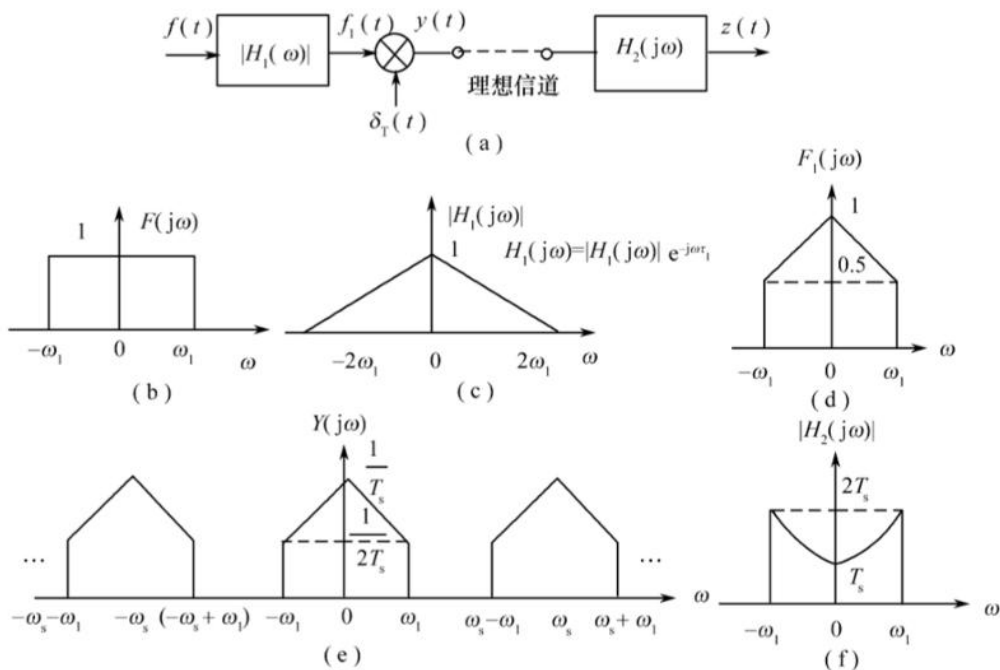 f(t)
|H₁(ω)|
f₁(t)
y(t)
δ_T(t)
理想信道
H₂(jω)
z(t)
(a)
F(jω)
1
-ω₁ 0 ω₁ ω
(b)
|H₁(jω)|
1
H₁(jω)=|H₁(jω)| e^{-jωτ₁}
-2ω₁ 0 2ω₁ ω
(c)
F₁(jω)
1
0.5
-ω₁ 0 ω₁ ω
(d)
Y(jω)
1/T_s
1/2T_s
... ...
-ω_s-ω₁ -ω_s (-ω_s+ω₁) -ω₁ 0 ω₁ ω_s-ω₁ ω_s ω_s+ω₁ ω
(e)
|H₂(jω)|
2T_s
T_s
-ω₁ 0 ω₁ ω
(f)